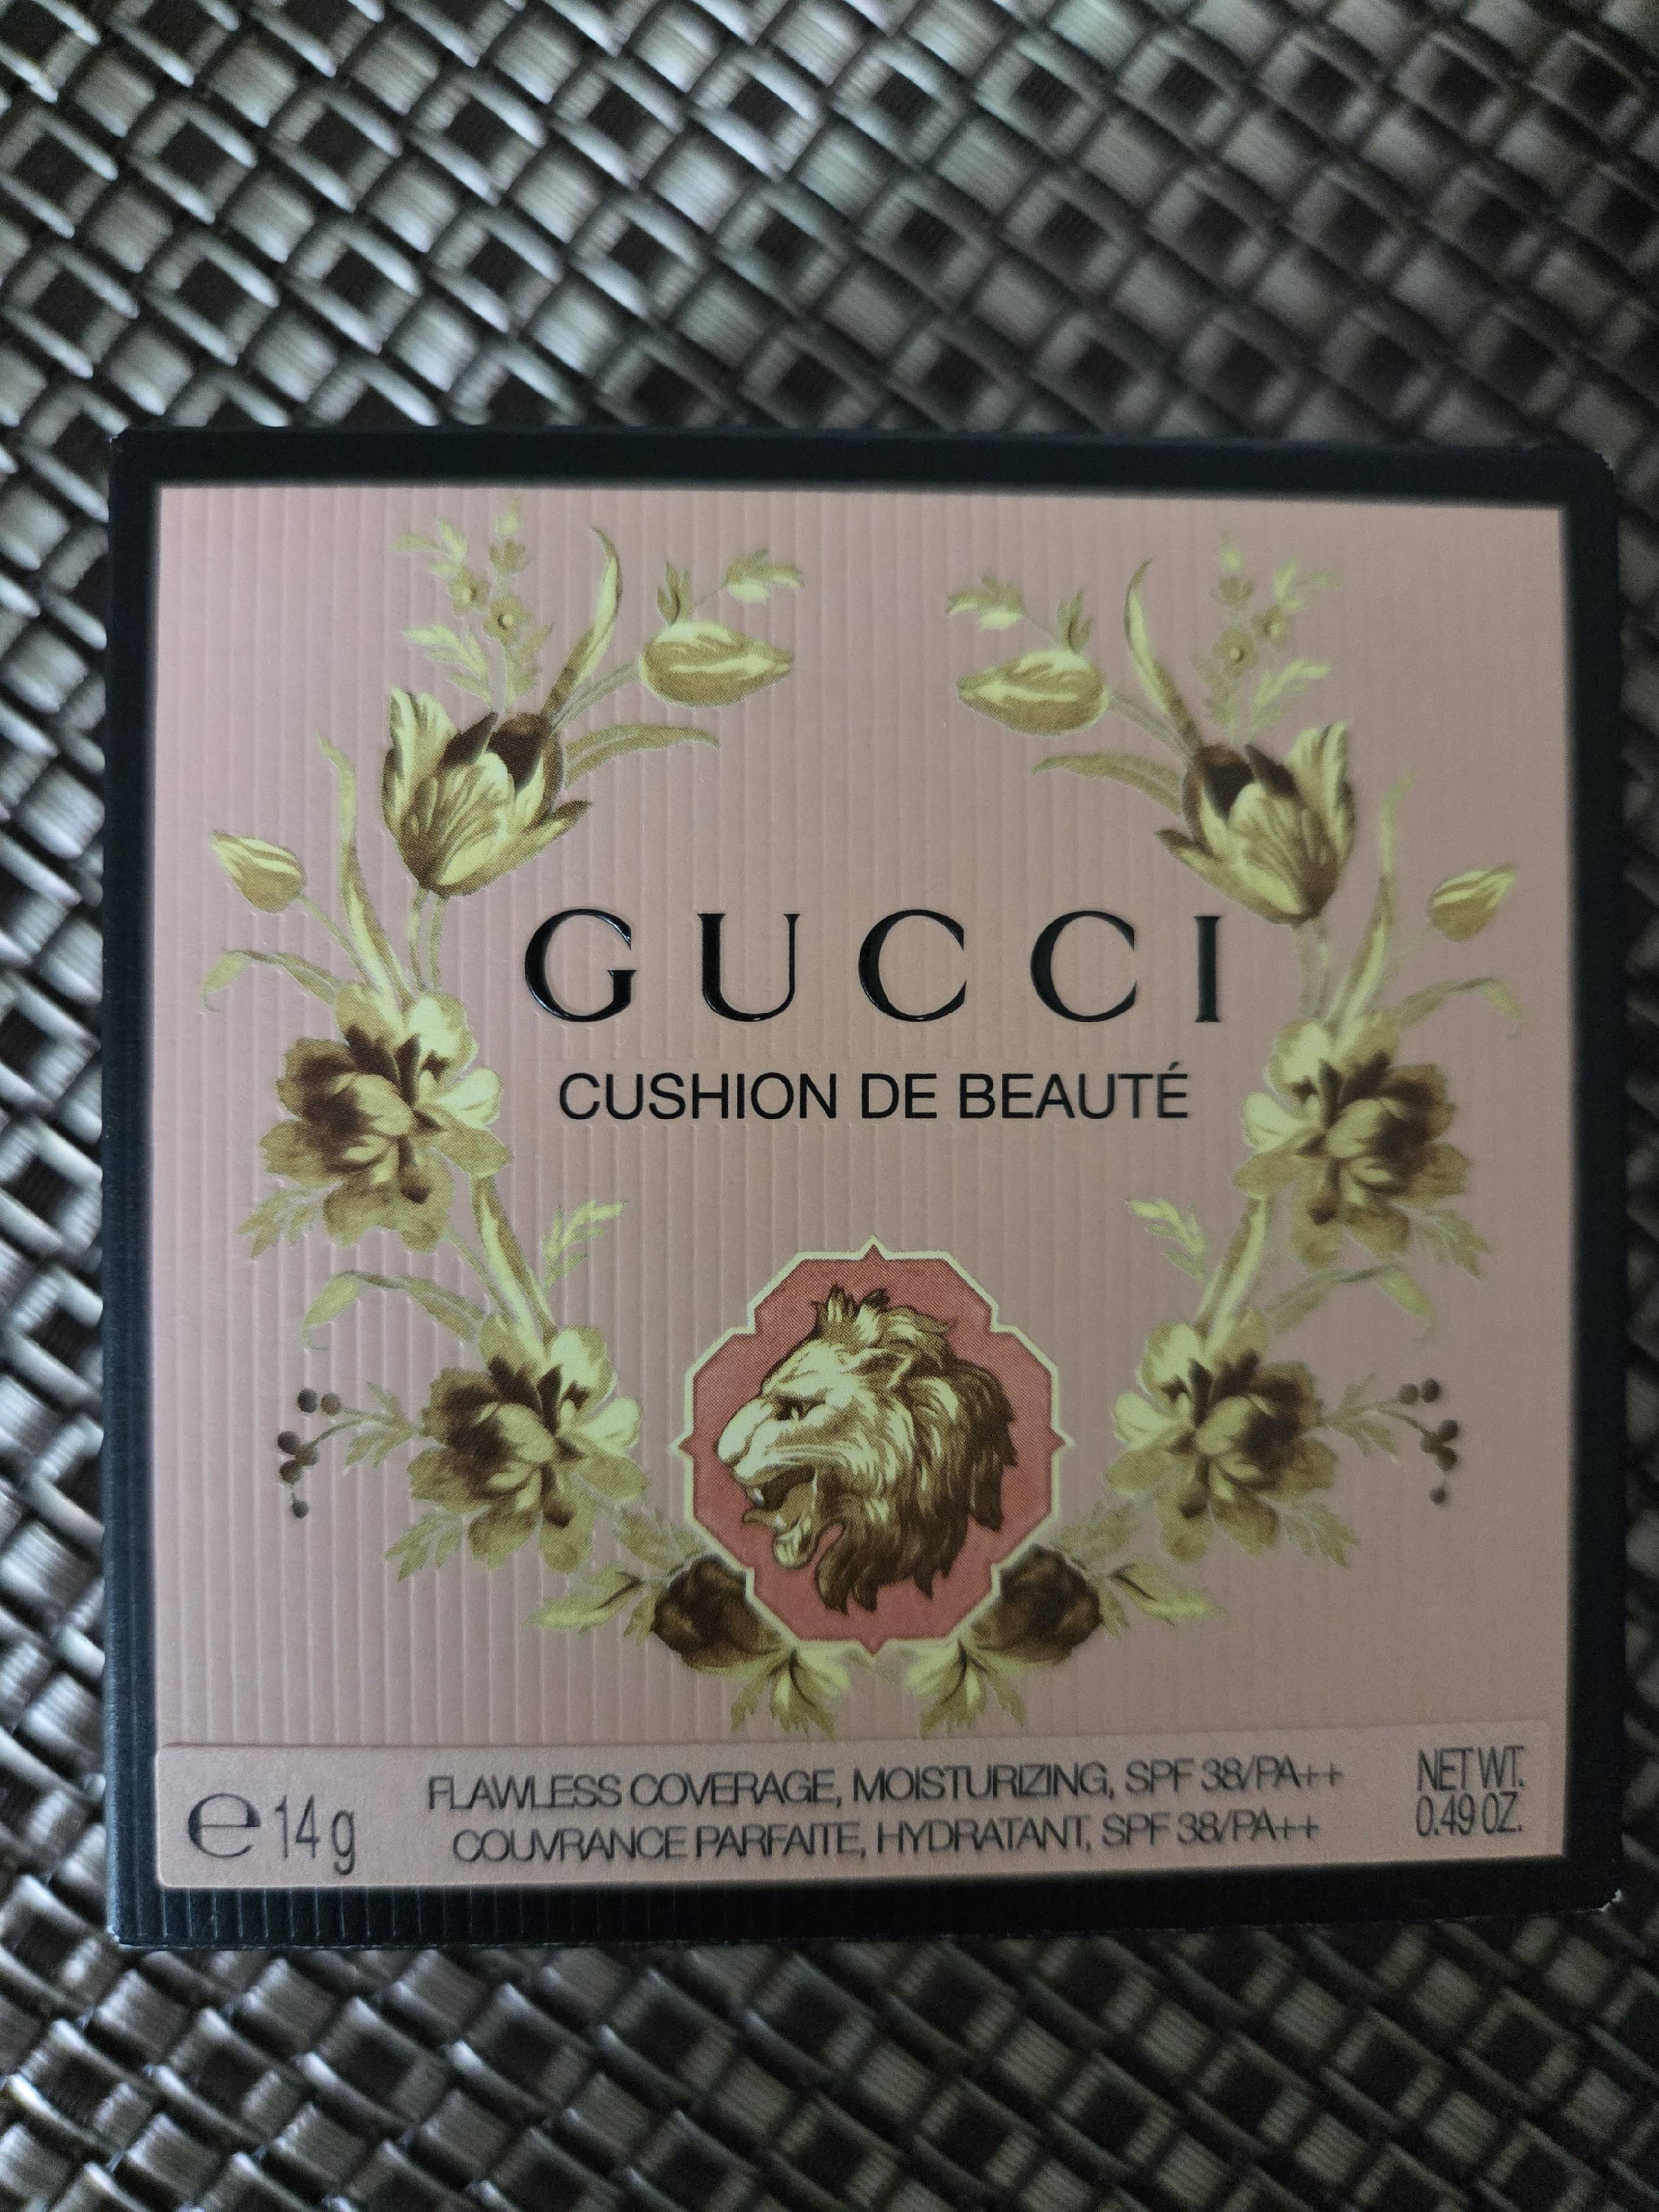 GUCCI
CUSHION DE BEAUTÉ
FLAWLESS COVERAGE, MOISTURIZING, SPF 38/PA++
COUVRANCE PARFAITE, HYDRATANT, SPF 38/PA++
℮ 14 g
NET WT.
0.49 OZ.